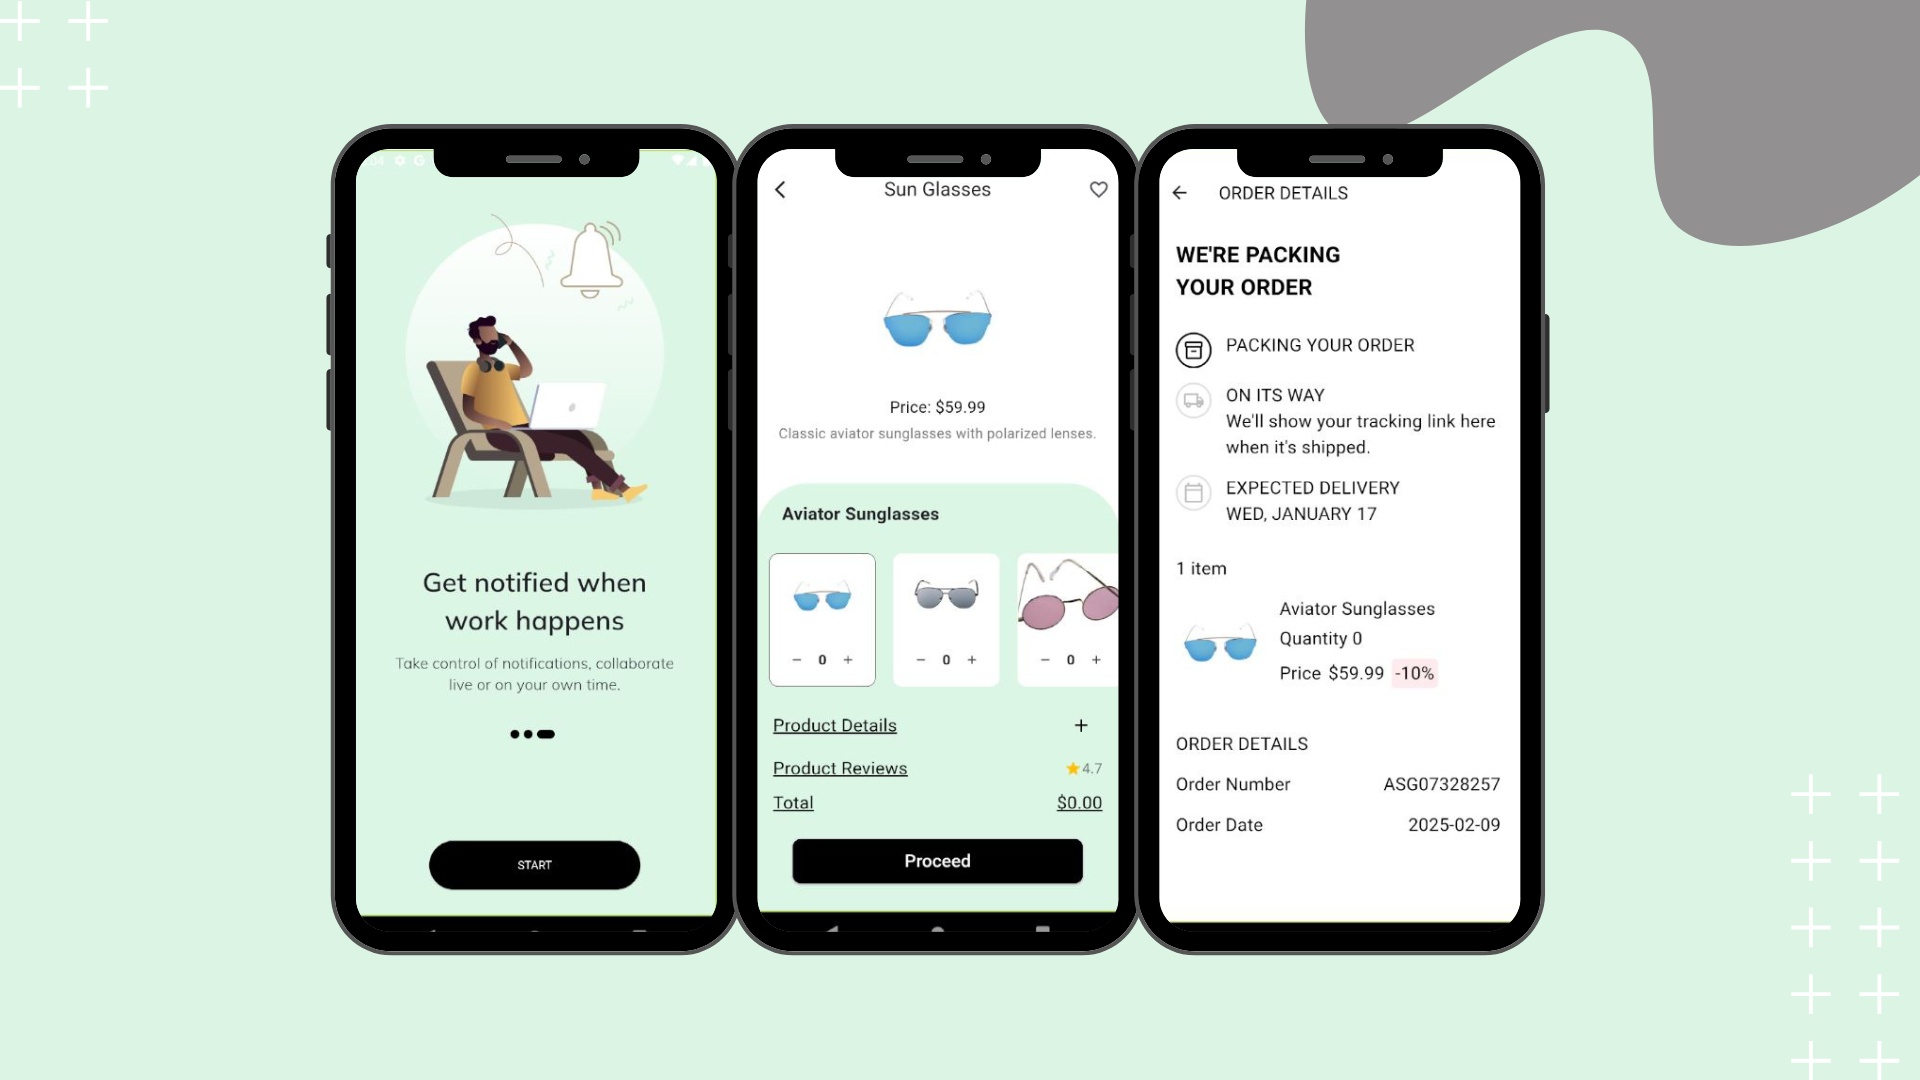 Get notified when
work happens
Take control of notifications, collaborate
live or on your own time.
START
Sun Glasses
Price: $59.99
Classic aviator sunglasses with polarized lenses.
Aviator Sunglasses
− 0 + − 0 + − 0 +
Product Details +
Product Reviews 4.7
Total $0.00
Proceed
ORDER DETAILS
WE'RE PACKING
YOUR ORDER
PACKING YOUR ORDER
ON ITS WAY
We'll show your tracking link here
when it's shipped.
EXPECTED DELIVERY
WED, JANUARY 17
1 item
Aviator Sunglasses
Quantity 0
Price $59.99 -10%
ORDER DETAILS
Order Number ASG07328257
Order Date 2025-02-09